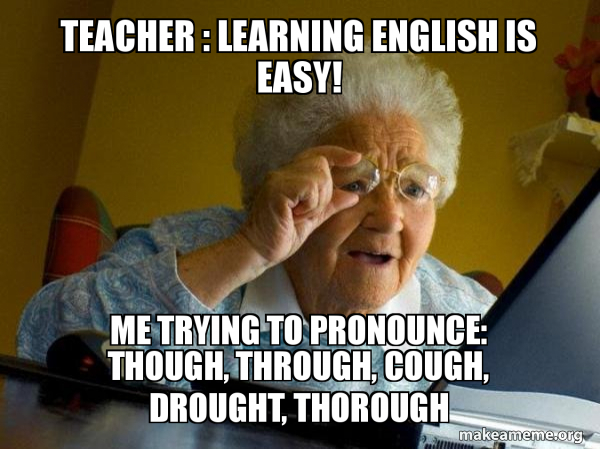 TEACHER : LEARNING ENGLISH IS
EASY!
ME TRYING TO PRONOUNCE:
THOUGH, THROUGH, COUGH,
DROUGHT, THOROUGH
makeameme.org